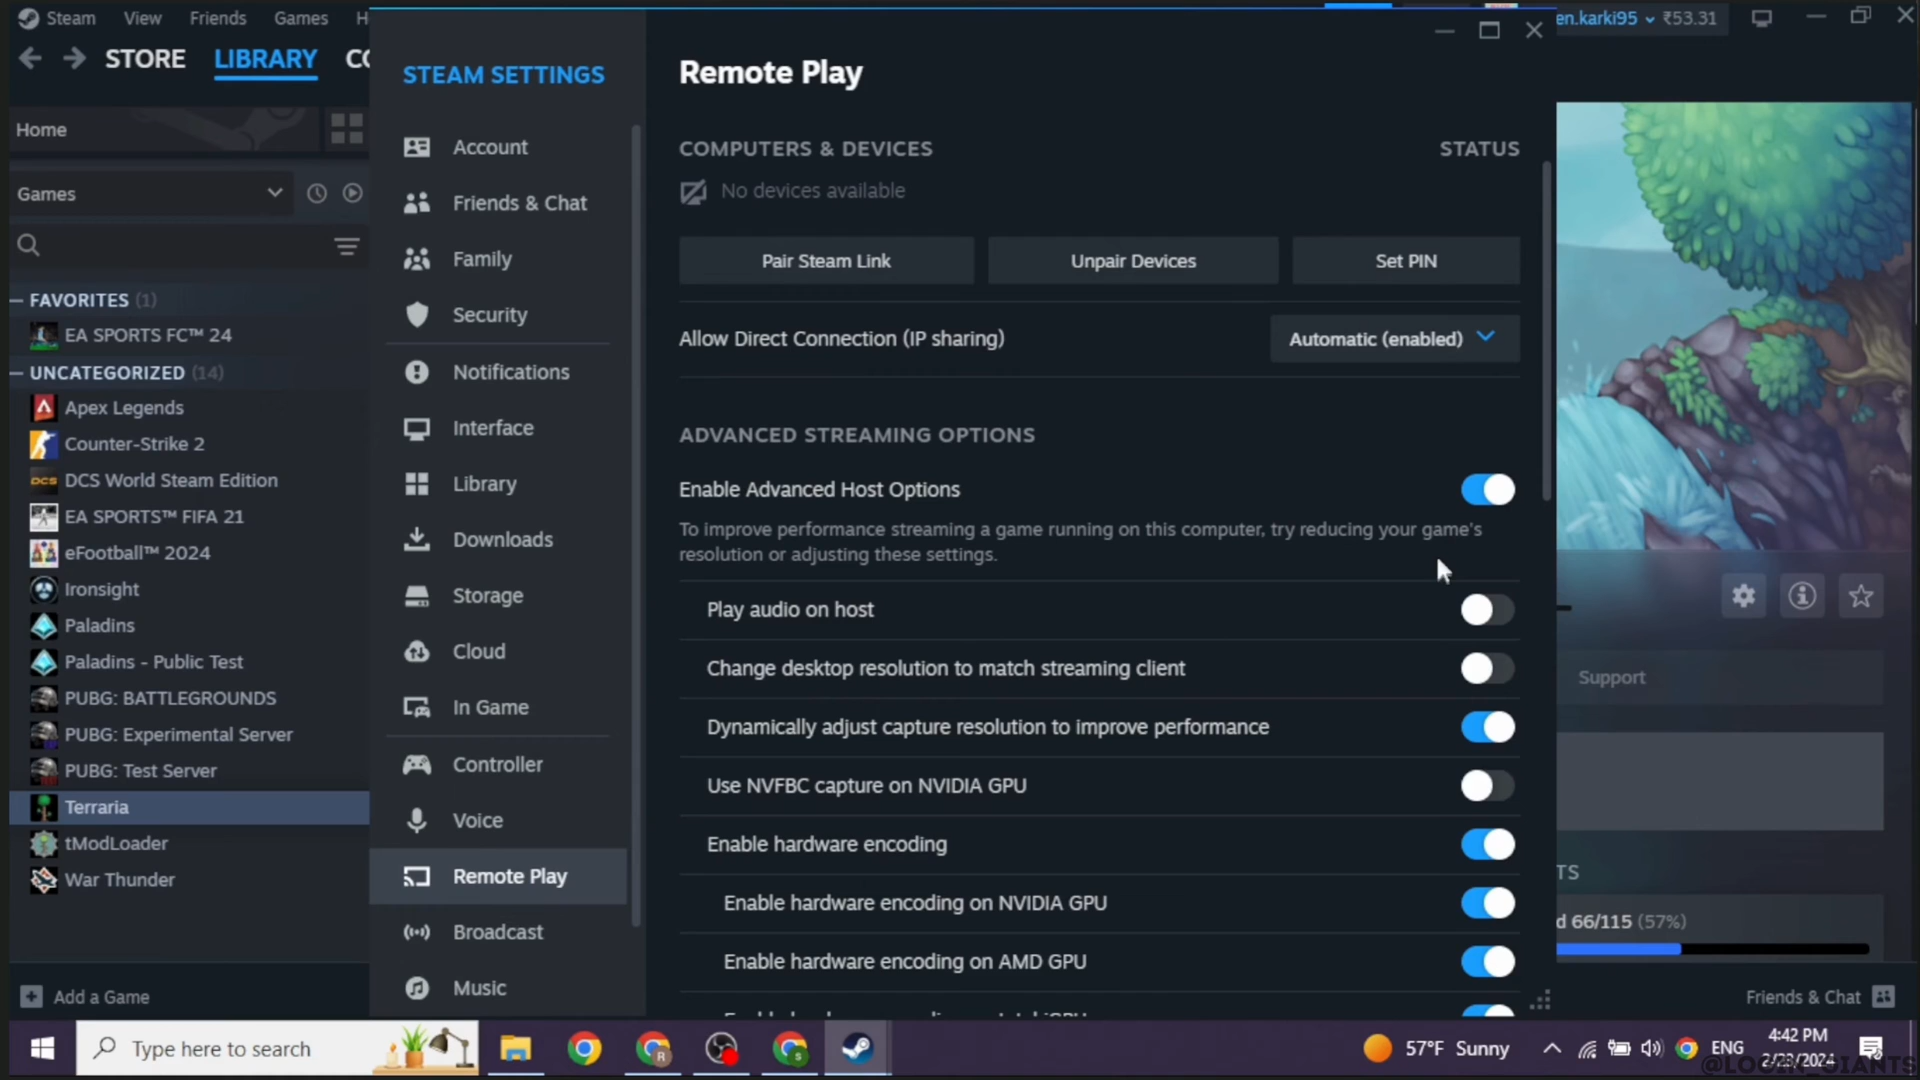 Steam View Friends Games H
en.karki95 ₹53.31
STORE LIBRARY CO
Home
Games
FAVORITES (1)
EA SPORTS FC™ 24
UNCATEGORIZED (14)
Apex Legends
Counter-Strike 2
DCS World Steam Edition
EA SPORTS™ FIFA 21
eFootball™ 2024
Ironsight
Paladins
Paladins - Public Test
PUBG: BATTLEGROUNDS
PUBG: Experimental Server
PUBG: Test Server
Terraria
tModLoader
War Thunder
Add a Game
STEAM SETTINGS
Account
Friends & Chat
Family
Security
Notifications
Interface
Library
Downloads
Storage
Cloud
In Game
Controller
Voice
Remote Play
Broadcast
Music
Remote Play
COMPUTERS & DEVICES STATUS
No devices available
Pair Steam Link Unpair Devices Set PIN
Allow Direct Connection (IP sharing) Automatic (enabled)
ADVANCED STREAMING OPTIONS
Enable Advanced Host Options
To improve performance streaming a game running on this computer, try reducing your game's
resolution or adjusting these settings.
Play audio on host
Change desktop resolution to match streaming client
Dynamically adjust capture resolution to improve performance
Use NVFBC capture on NVIDIA GPU
Enable hardware encoding
Enable hardware encoding on NVIDIA GPU
Enable hardware encoding on AMD GPU
Support
TS
d 66/115 (57%)
Friends & Chat
Type here to search
57°F Sunny
ENG
4:42 PM
2/28/2024
@LOGIN_GIANTS